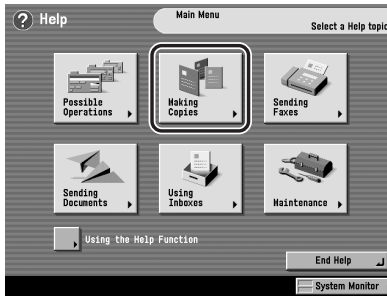 ? Help
Main Menu
Select a Help topic
Possible
Operations
Making
Copies
Sending
Faxes
Sending
Documents
Using
Inboxes
Maintenance
Using the Help Function
End Help
System Monitor